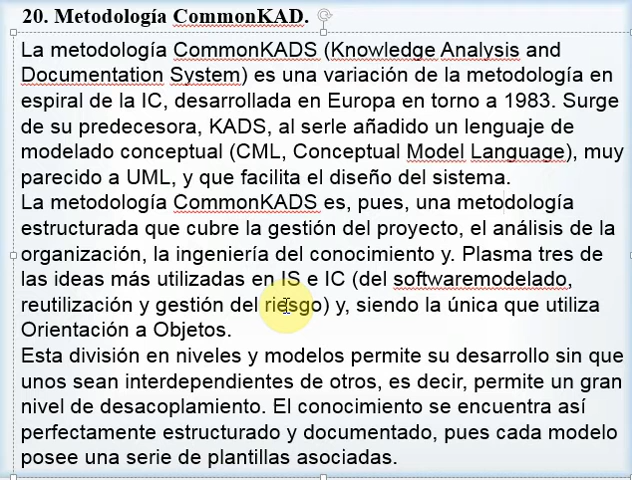 20. Metodología CommonKAD.
La metodología CommonKADS (Knowledge Analysis and
Documentation System) es una variación de la metodología en
espiral de la IC, desarrollada en Europa en torno a 1983. Surge
de su predecesora, KADS, al serle añadido un lenguaje de
modelado conceptual (CML, Conceptual Model Language), muy
parecido a UML, y que facilita el diseño del sistema.
La metodología CommonKADS es, pues, una metodología
estructurada que cubre la gestión del proyecto, el análisis de la
organización, la ingeniería del conocimiento y. Plasma tres de
las ideas más utilizadas en IS e IC (del softwaremodelado,
reutilización y gestión del riesgo) y, siendo la única que utiliza
Orientación a Objetos.
Esta división en niveles y modelos permite su desarrollo sin que
unos sean interdependientes de otros, es decir, permite un gran
nivel de desacoplamiento. El conocimiento se encuentra así
perfectamente estructurado y documentado, pues cada modelo
posee una serie de plantillas asociadas.